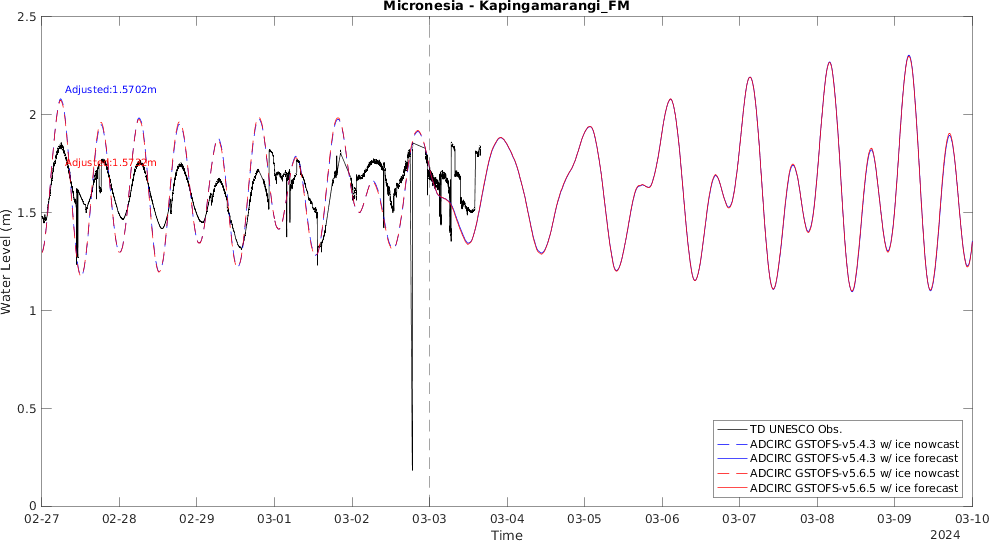 Micronesia - Kapingamarangi_FM
2.5
2
1.5
1
0.5
0
Water Level (m)
Adjusted:1.5702m
Adjusted:1.5732m
TD UNESCO Obs.
ADCIRC GSTOFS-v5.4.3 w/ ice nowcast
ADCIRC GSTOFS-v5.4.3 w/ ice forecast
ADCIRC GSTOFS-v5.6.5 w/ ice nowcast
ADCIRC GSTOFS-v5.6.5 w/ ice forecast
02-27 02-28 02-29 03-01 03-02 03-03 03-04 03-05 03-06 03-07 03-08 03-09 03-10
Time
2024